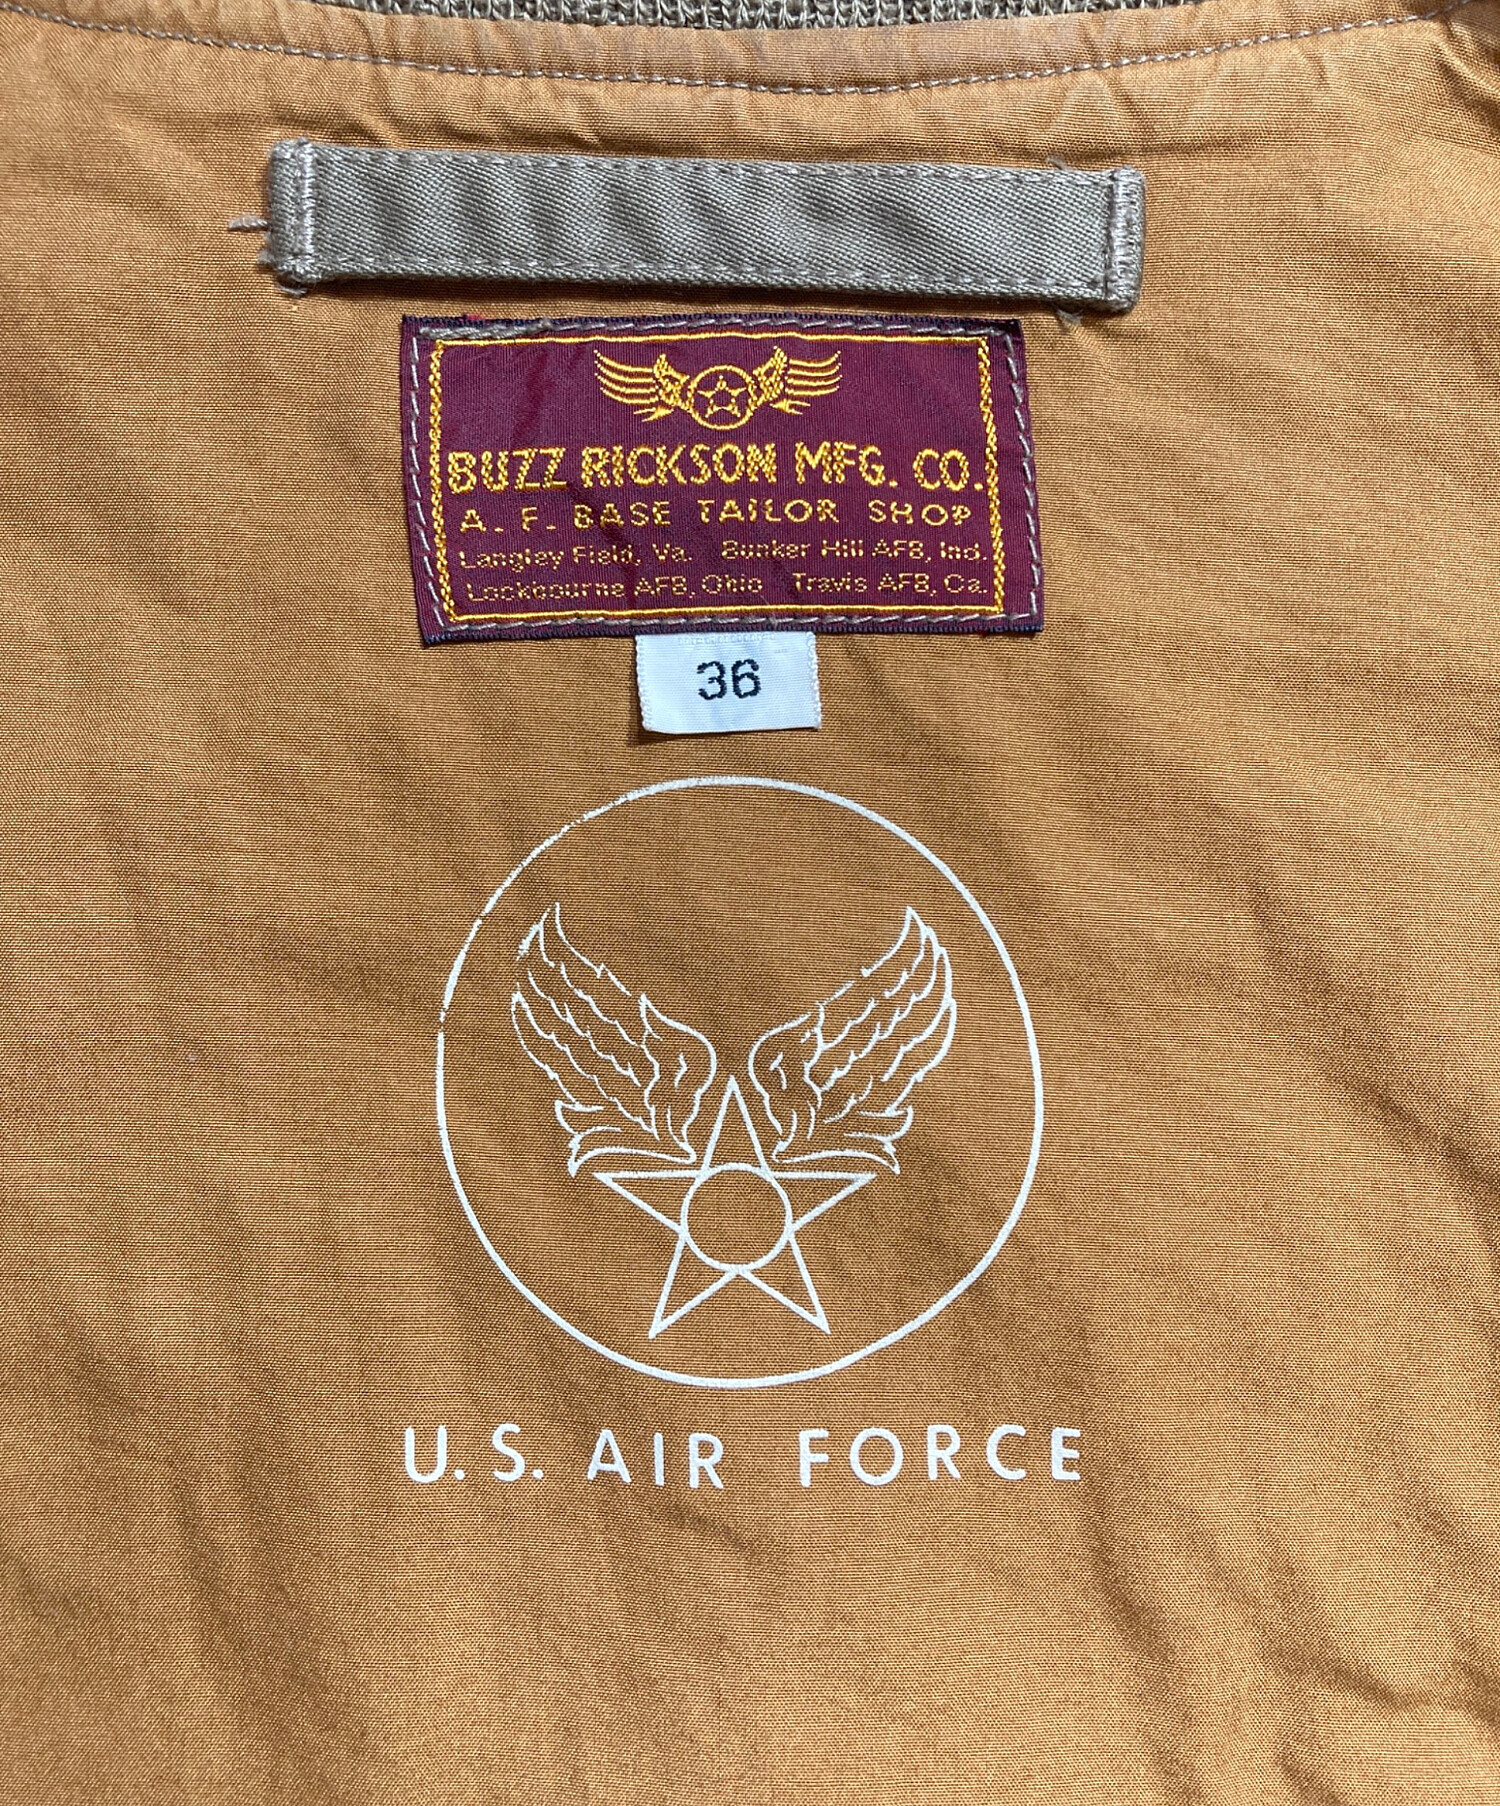 BUZZ RICKSON MFG. CO.
A. F. BASE TAILOR SHOP
Langley Field, Va. Bunker Hill AFB, Ind.
Lockbourne AFB, Ohio Travis AFB, Ca.
36
U.S. AIR FORCE